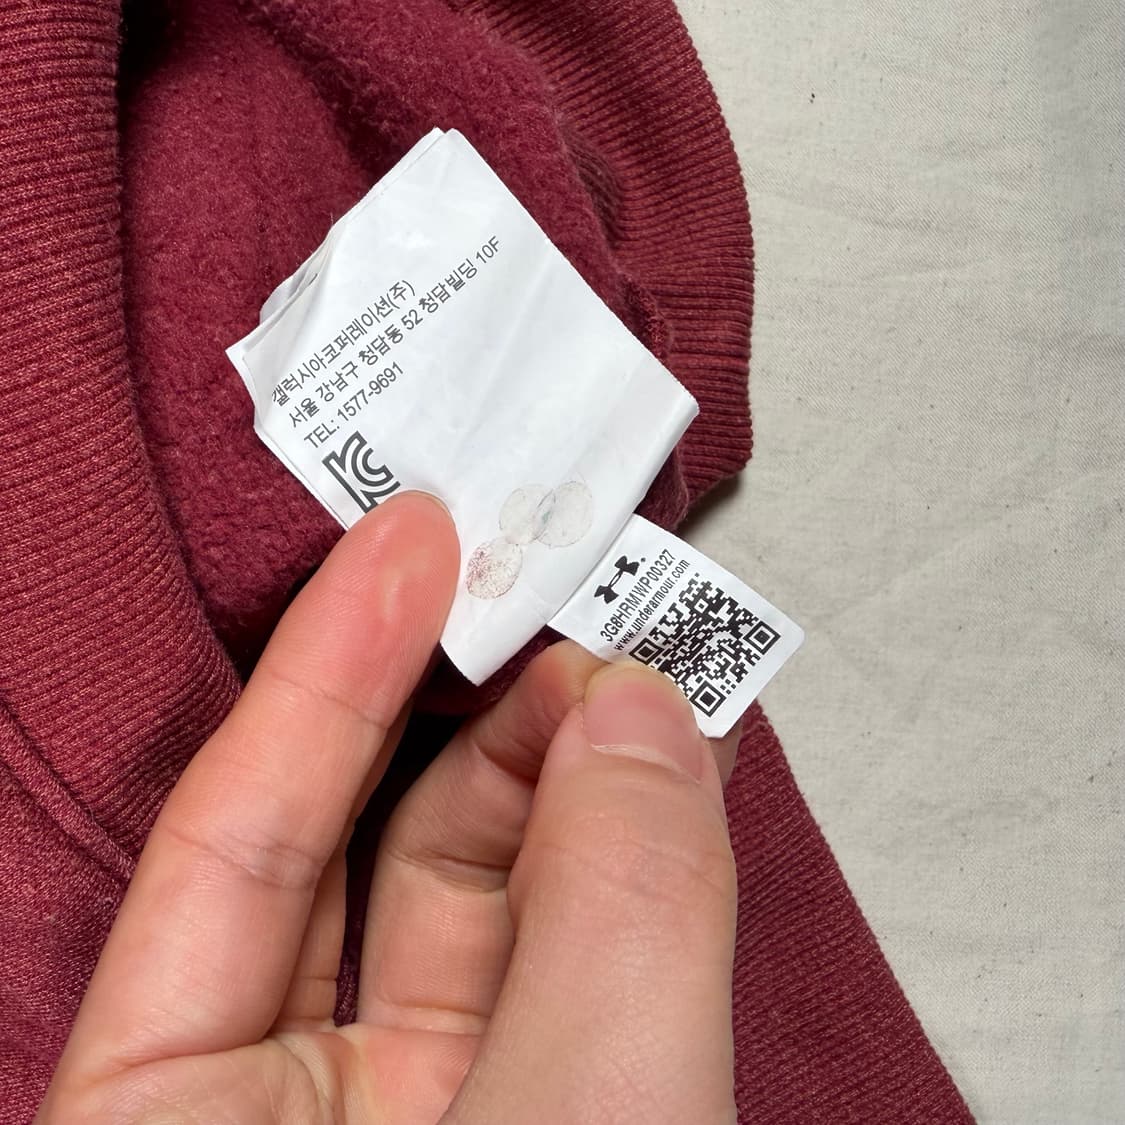 갤럭시아코퍼레이션(주)
서울 강남구 청담동 52 청담빌딩 10F
TEL: 1577-9691
3G8HRMWP00327
www.underarmour.com